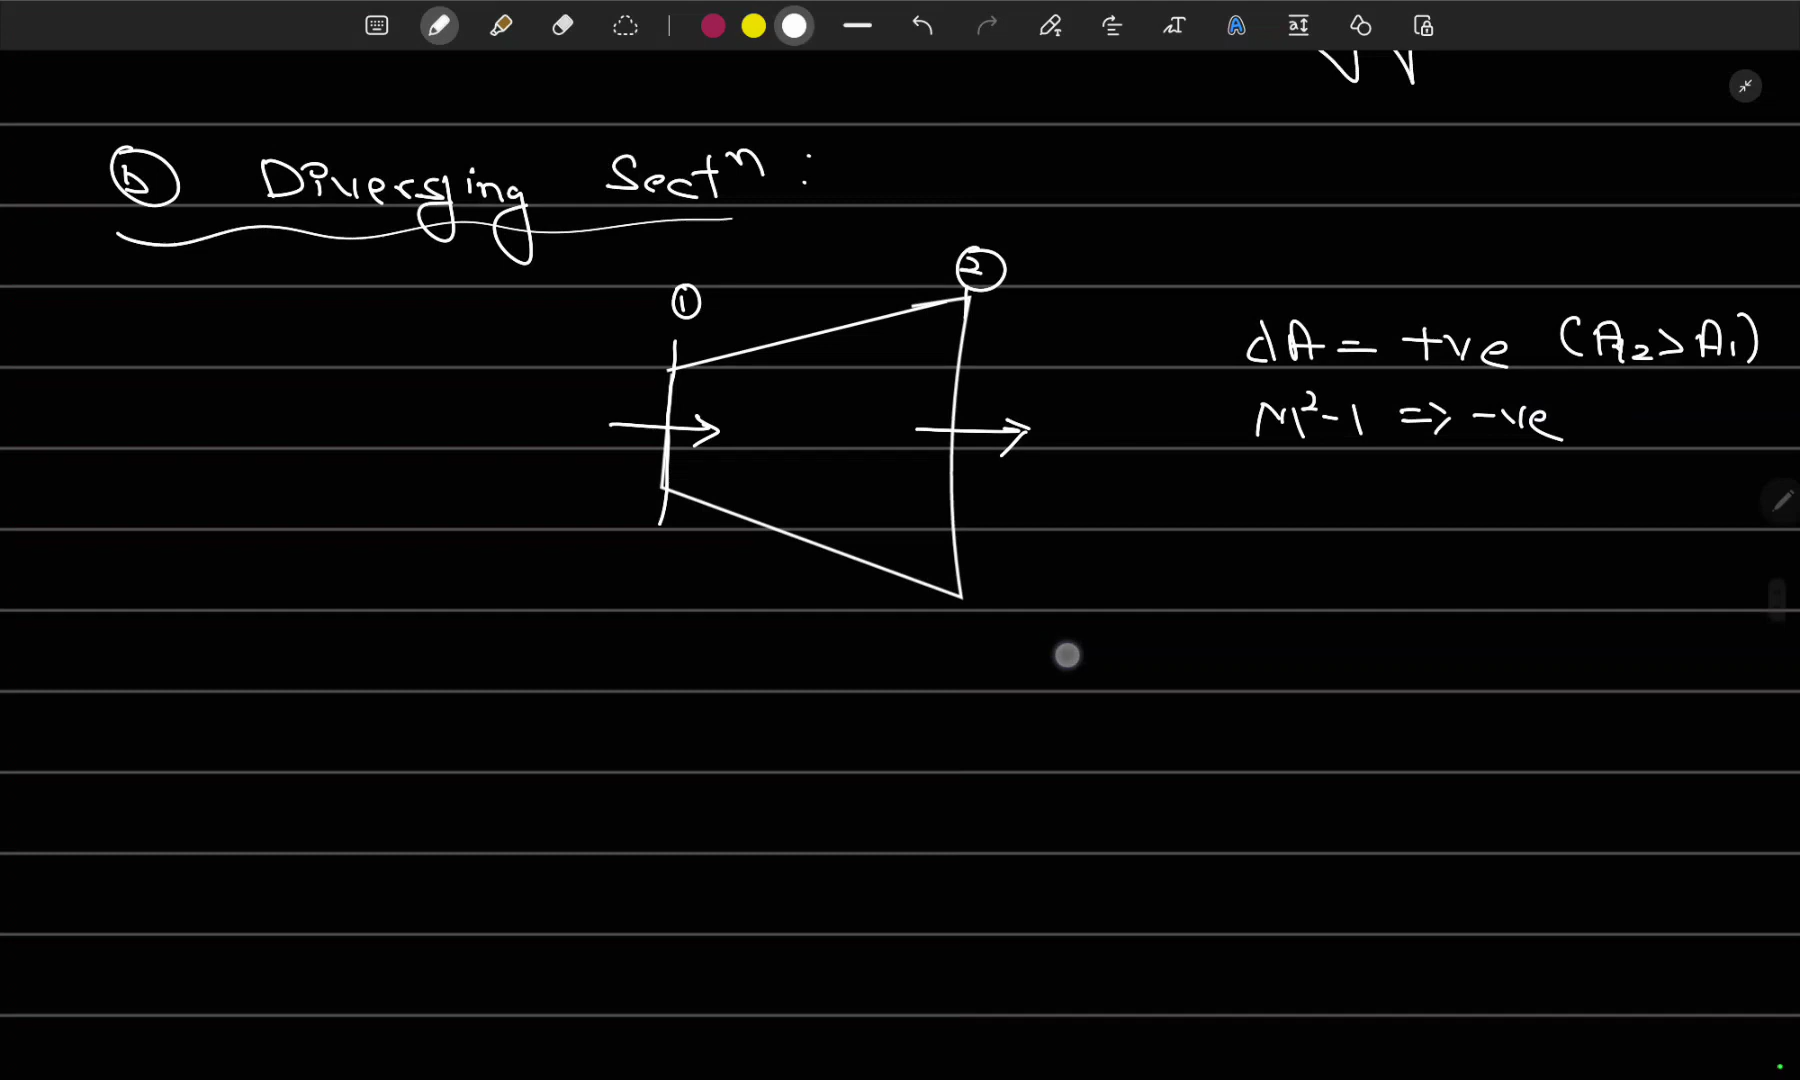 ⓑ Diverging Sectⁿ :
① ②
dA = +ve (A₂>A₁)
M²-1 => -ve